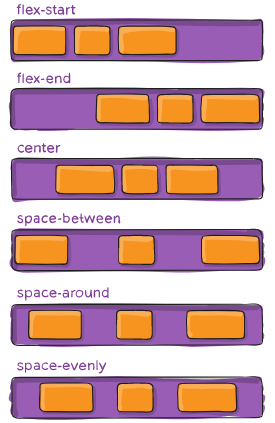 flex-start
flex-end
center
space-between
space-around
space-evenly